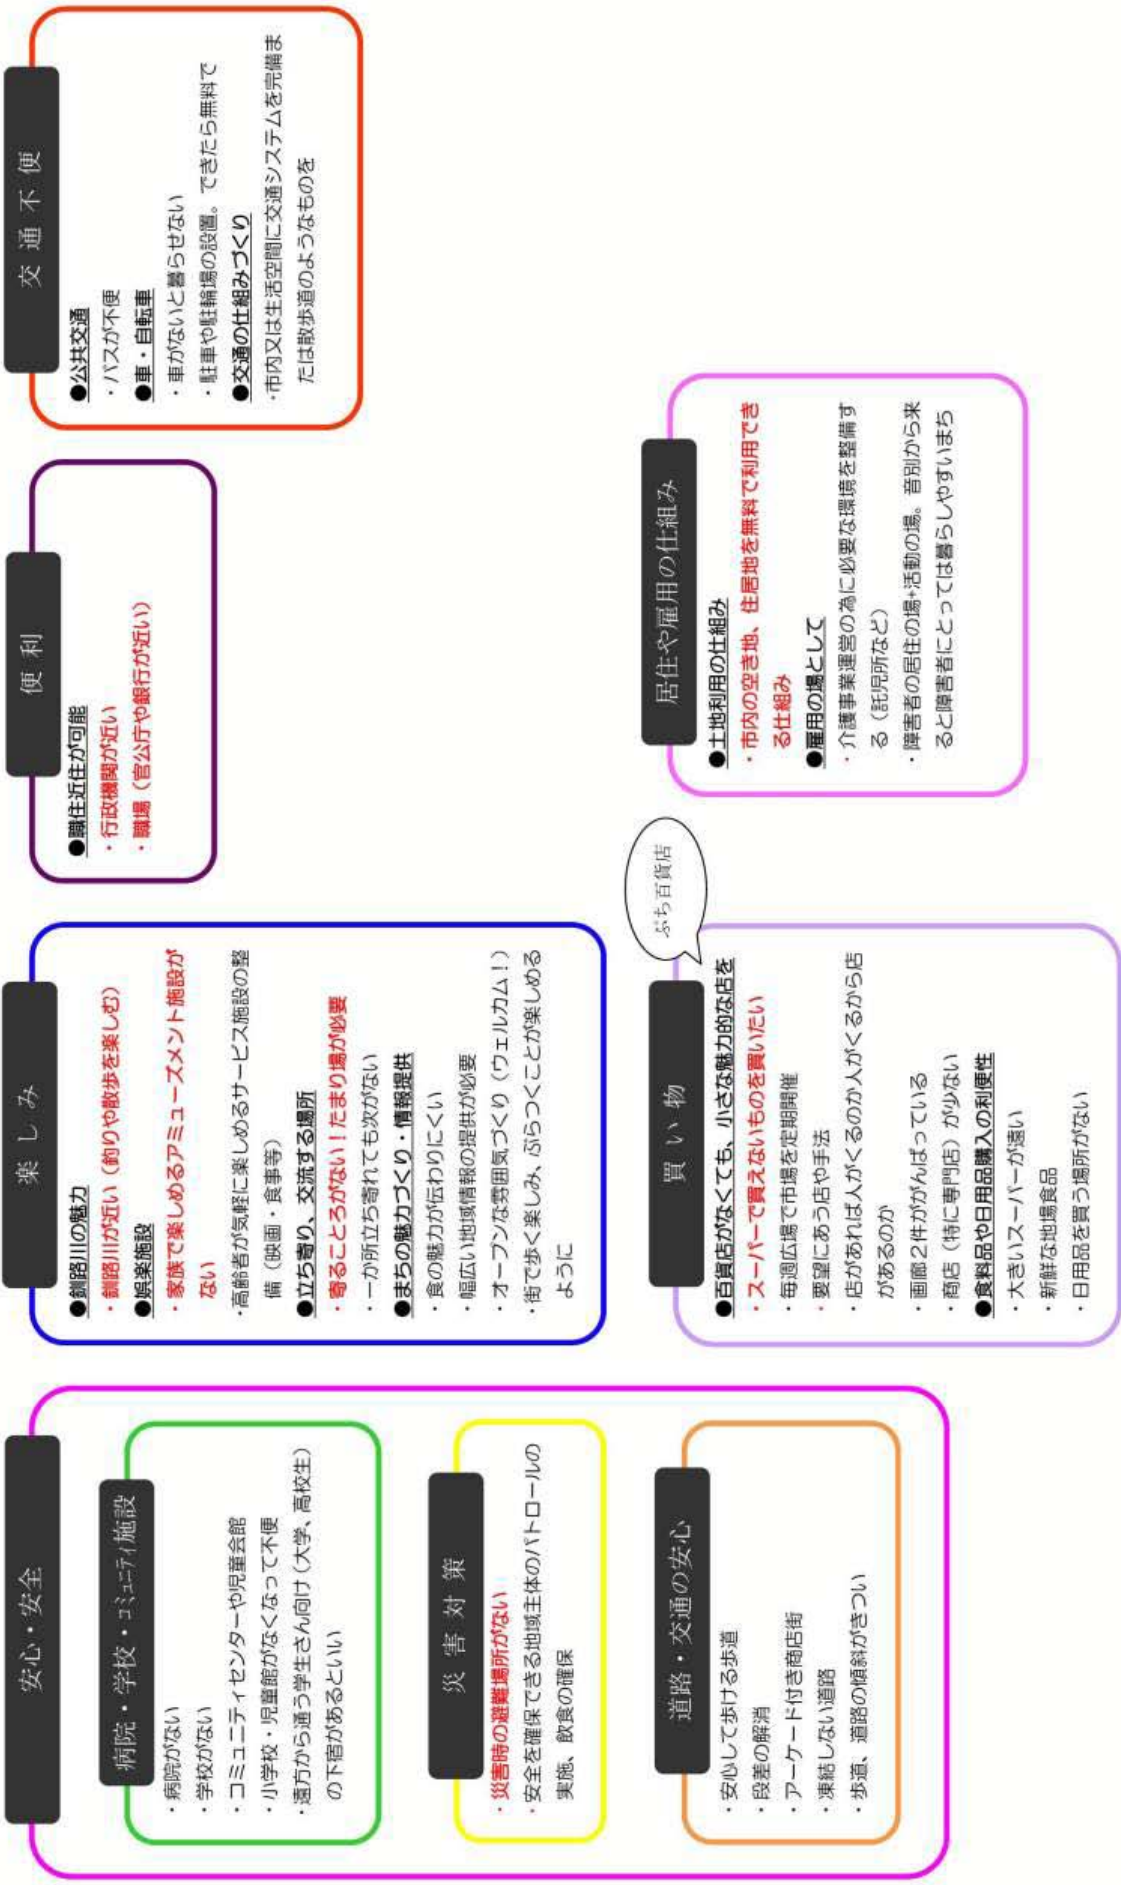 安心・安全
病院・学校・コミュニティ施設
・病院がない
・学校がない
・コミュニティセンターや児童会館
・小学校・児童館がなくなって不便
・遠方から通う学生さん向け（大学、高校生）
の下宿があるといい
災害対策
・災害時の避難場所がない
・安全を確保できる地域主体のパトロールの
実施、飲食の確保
道路・交通の安心
・安心して歩ける歩道
・段差の解消
・アーケード付き商店街
・凍結しない道路
・歩道、道路の傾斜がきつい
楽しみ
●釧路川の魅力
・釧路川が近い（釣りや散歩を楽しむ）
●娯楽施設
・家族で楽しめるアミューズメント施設が
ない
・高齢者が気軽に楽しめるサービス施設の整
備（映画・食事等）
●立ち寄り、交流する場所
・寄るところがない！たまり場が必要
・一か所立ち寄れても次がない
●まちの魅力づくり・情報提供
・食の魅力が伝わりにくい
・幅広い地域情報の提供が必要
・オープンな雰囲気づくり（ウェルカム！）
・街で歩く楽しみ、ぶらつくことが楽しめる
ように
買い物
ぷち百貨店
●百貨店がなくても、小さな魅力的な店を
・スーパーで買えないものを買いたい
・毎週広場で市場を定期開催
・要望にあう店や手法
・店があれば人がくるのか人がくるから店
があるのか
・画廊2件ががんばっている
・商店（特に専門店）が少ない
●食料品や日用品購入の利便性
・大きいスーパーが遠い
・新鮮な地場食品
・日用品を買う場所がない
便利
●職住近住が可能
・行政機関が近い
・職場（官公庁や銀行が近い）
居住や雇用の仕組み
●土地利用の仕組み
・市内の空き地、住居地を無料で利用でき
る仕組み
●雇用の場として
・介護事業運営の為に必要な環境を整備す
る（託児所など）
・障害者の居住の場+活動の場。音別から来
ると障害者にとっては暮らしやすいまち
交通不便
●公共交通
・バスが不便
●車・自転車
・車がないと暮らせない
・駐車や駐輪場の設置。できたら無料で
●交通の仕組みづくり
・市内又は生活空間に交通システムを完備ま
たは散歩道のようなものを